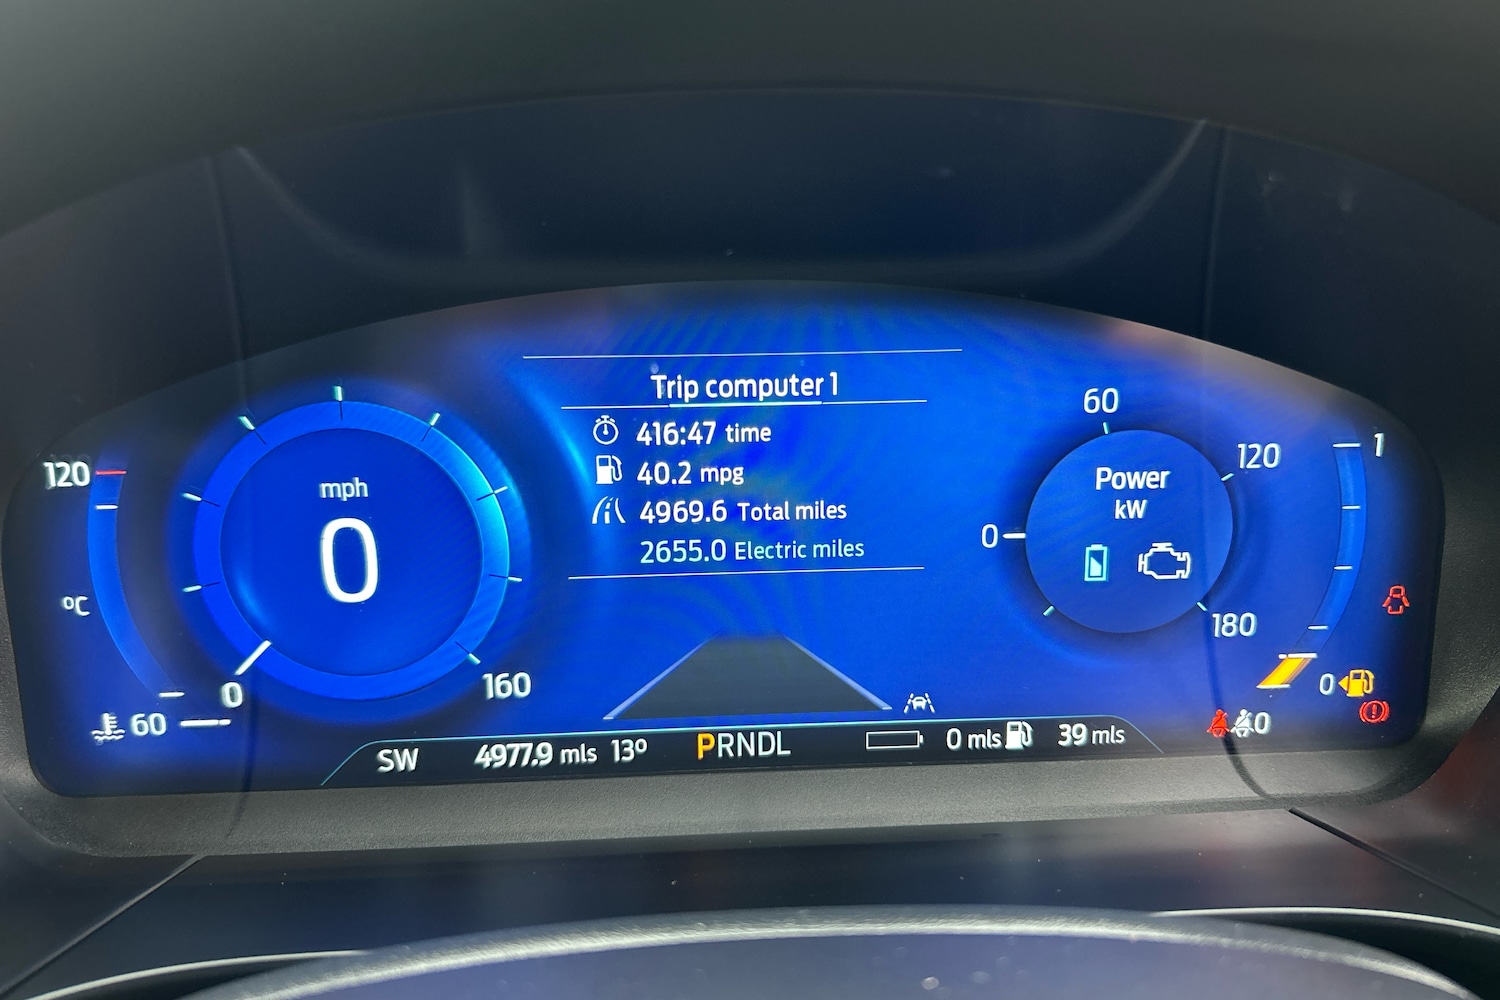 Trip computer 1
416:47 time
40.2 mpg
4969.6 Total miles
2655.0 Electric miles
120
°C
60
mph
0
0
160
60
120
Power
kW
0
180
1
0
0
SW 4977.9 mls 13° PRNDL 0 mls 39 mls